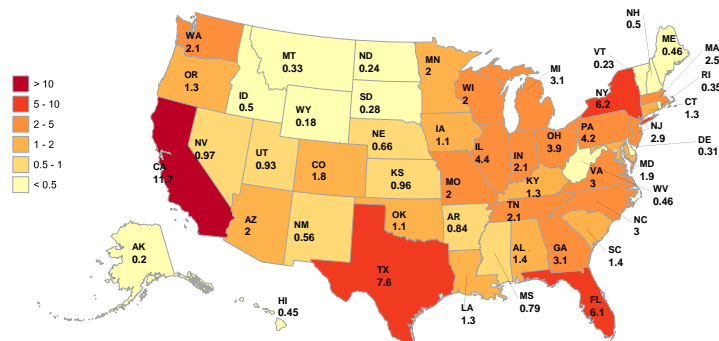 > 10
5 - 10
2 - 5
1 - 2
0.5 - 1
< 0.5
WA
2.1
OR
1.3
CA
11.7
NV
0.97
ID
0.5
MT
0.33
WY
0.18
UT
0.93
AZ
2
CO
1.8
NM
0.56
ND
0.24
SD
0.28
NE
0.66
KS
0.96
OK
1.1
TX
7.6
MN
2
IA
1.1
MO
2
AR
0.84
LA
1.3
WI
2
IL
4.4
MI
3.1
IN
2.1
OH
3.9
KY
1.3
TN
2.1
MS
0.79
AL
1.4
GA
3.1
FL
6.1
SC
1.4
NC
3
VA
3
WV
0.46
MD
1.9
DE
0.31
PA
4.2
NJ
2.9
NY
6.2
CT
1.3
RI
0.35
MA
2.5
VT
0.23
NH
0.5
ME
0.46
AK
0.2
HI
0.45